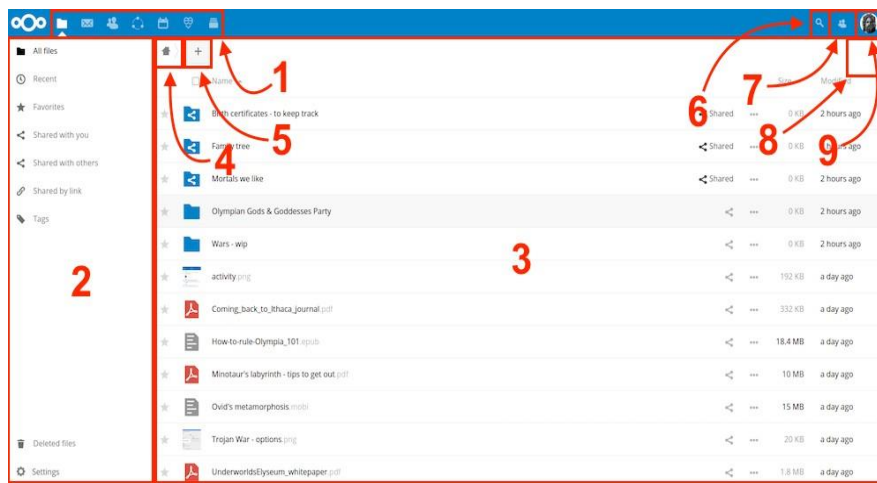 1
6
7
8
9
4
5
2
3
All files
Recent
Favorites
Shared with you
Shared with others
Shared by link
Tags
Deleted files
Settings
+
Name
Size
Modified
Birth certificates - to keep track Shared 0 KB 2 hours ago
Family tree Shared 0 KB hours ago
Mortals we like Shared 0 KB 2 hours ago
Olympian Gods & Goddesses Party 0 KB 2 hours ago
Wars - wip 0 KB 2 hours ago
activity.png 192 KB a day ago
Coming_back_to_Ithaca_journal.pdf 332 KB a day ago
How-to-rule-Olympia_101.epub 18.4 MB a day ago
Minotaur's labyrinth - tips to get out.pdf 10 MB a day ago
Ovid's metamorphosis.mobi 15 MB a day ago
Trojan War - options.png 20 KB a day ago
UnderworldsElyseum_whitepaper.pdf 1.8 MB a day ago